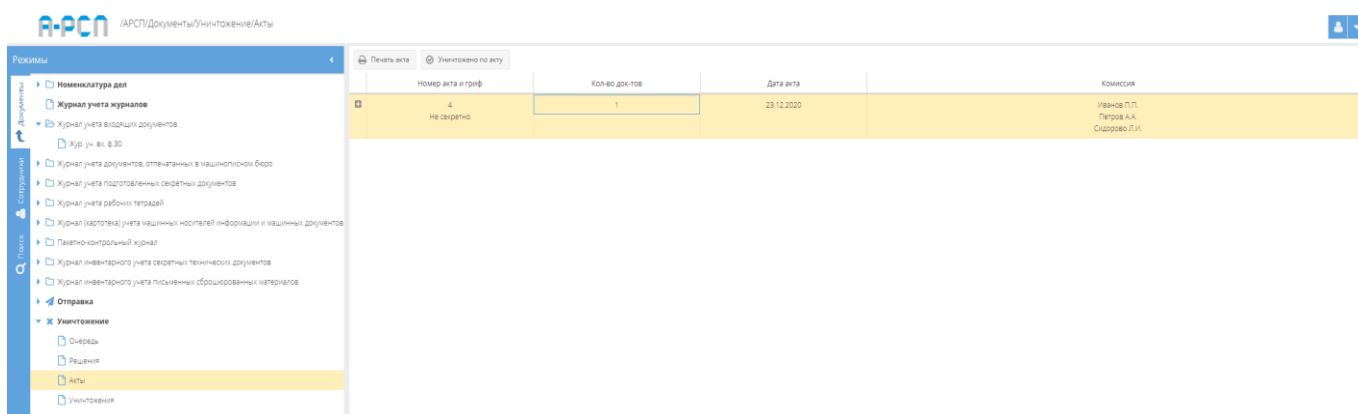 А-РСП
/АРСП/Документы/Уничтожение/Акты
Режимы
Документы
Сотрудники
Поиск
Номенклатура дел
Журнал учета журналов
Журнал учета входящих документов
Жур. уч. вх. ф.30
Журнал учета документов, отпечатанных в машинописном бюро
Журнал учета подготовленных секретных документов
Журнал учета рабочих тетрадей
Журнал (картотека) учета машинных носителей информации и машинных документов
Пакетно-контрольный журнал
Журнал инвентарного учета секретных технических документов
Журнал инвентарного учета письменных сброшюрованных материалов
Отправка
Уничтожение
Очередь
Решения
Акты
Уничтожения
Печать акта Уничтожено по акту
Номер акта и гриф Кол-во док-тов Дата акта Комиссия
4 1 23.12.2020 Иванов П.П.
Не секретно Петров А.А.
Сидорово Л.И.